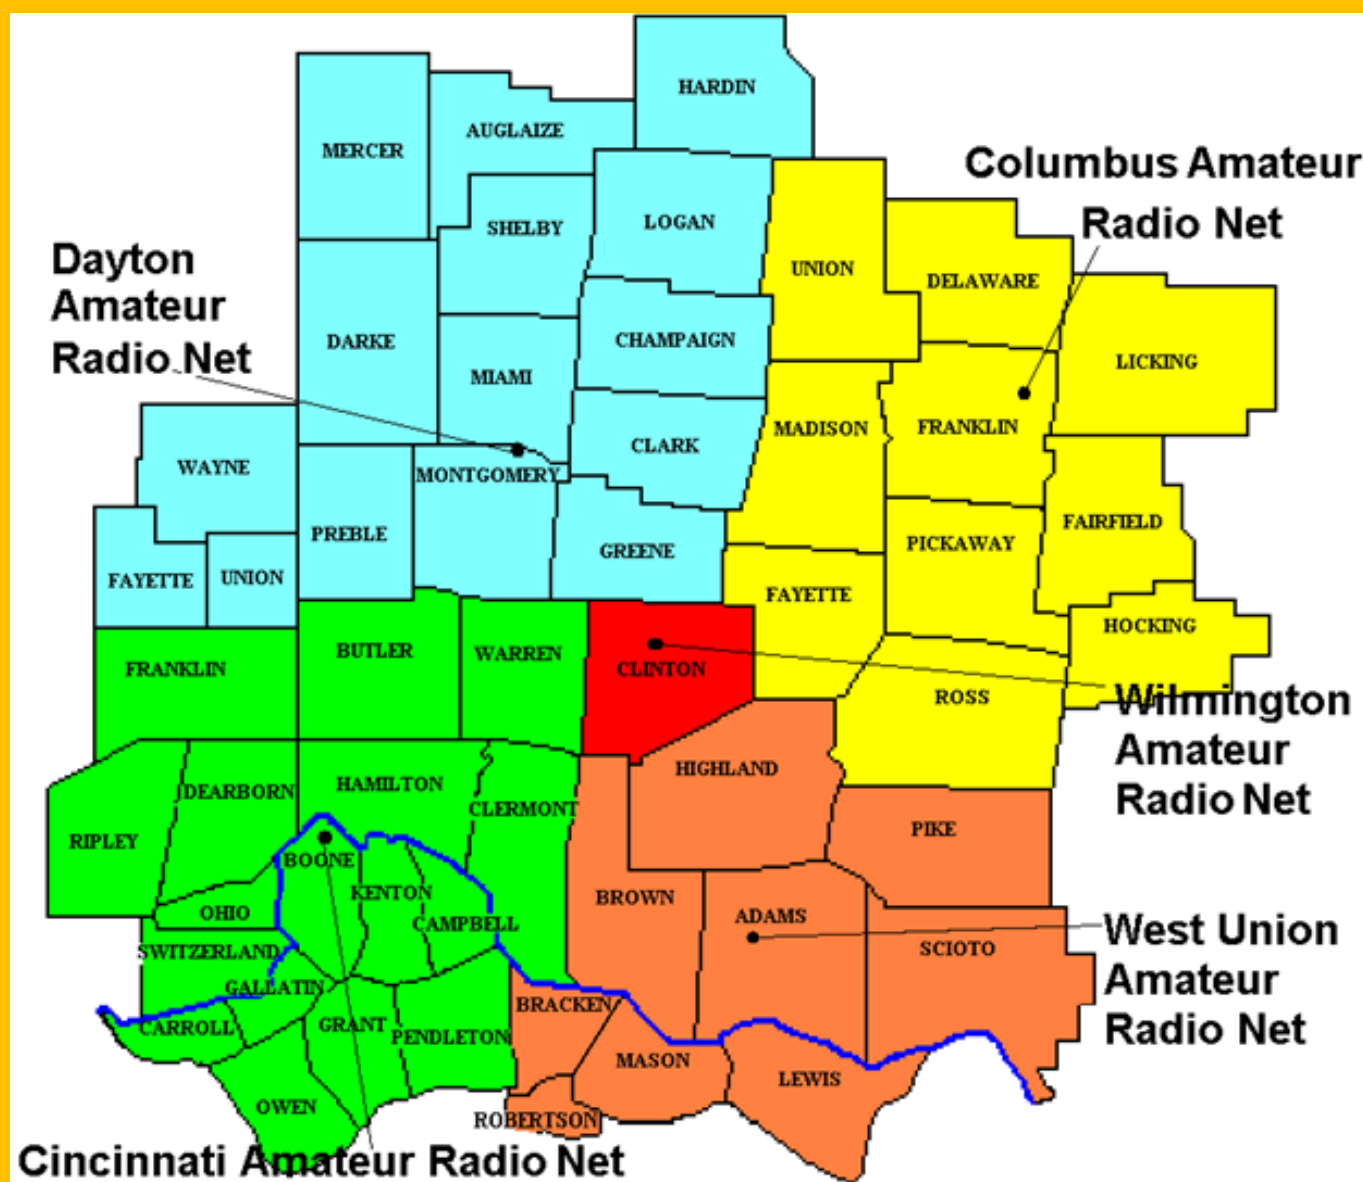 HARDIN
MERCER
AUGLAIZE
Columbus Amateur
Radio Net
SHELBY
LOGAN
Dayton
Amateur
Radio Net
UNION
DELAWARE
DARKE
CHAMPAIGN
LICKING
MIAMI
MADISON
FRANKLIN
CLARK
WAYNE
MONTGOMERY
PREBLE
GREENE
PICKAWAY
FAIRFIELD
FAYETTE
UNION
FAYETTE
HOCKING
FRANKLIN
BUTLER
WARREN
CLINTON
ROSS
Wilmington
Amateur
Radio Net
HIGHLAND
DEARBORN
HAMILTON
CLERMONT
RIPLEY
PIKE
BOONE
KENTON
BROWN
OHIO
CAMPBELL
ADAMS
SCIOTO
West Union
Amateur
Radio Net
SWITZERLAND
GALLATIN
BRACKEN
CARROLL
GRANT
PENDLETON
MASON
LEWIS
OWEN
ROBERTSON
Cincinnati Amateur Radio Net